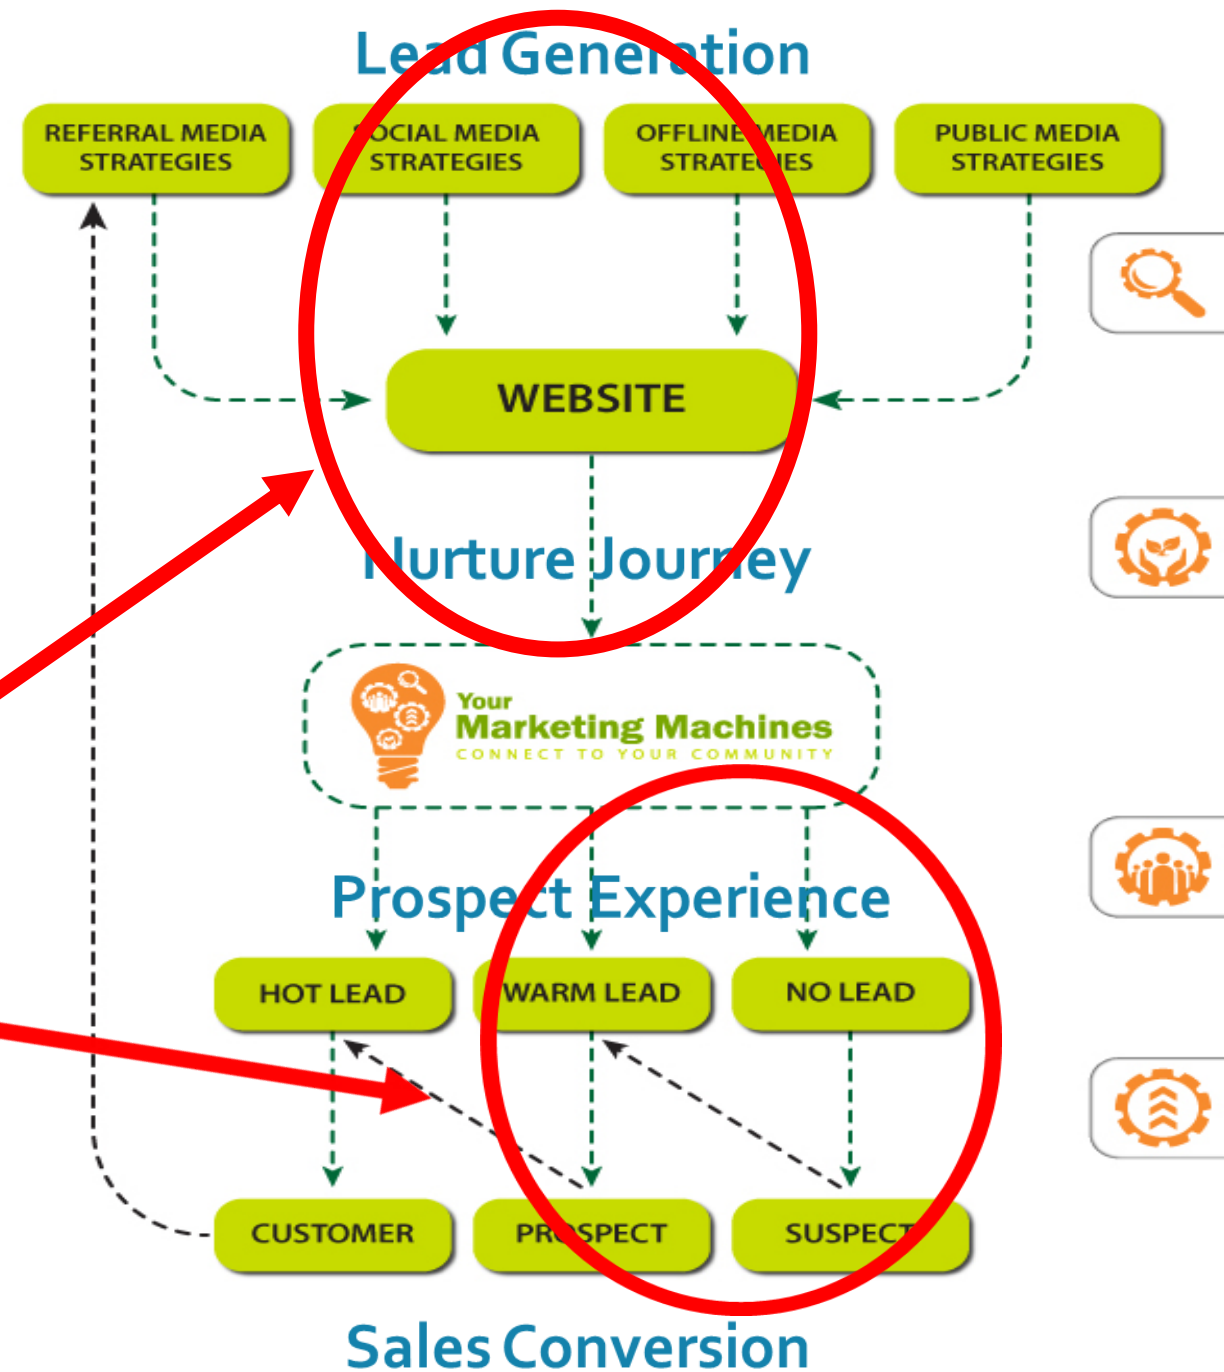 Lead Generation
REFERRAL MEDIA
STRATEGIES
SOCIAL MEDIA
STRATEGIES
OFFLINE MEDIA
STRATEGIES
PUBLIC MEDIA
STRATEGIES
WEBSITE
Nurture Journey
Your
Marketing Machines
CONNECT TO YOUR COMMUNITY
Prospect Experience
HOT LEAD
WARM LEAD
NO LEAD
CUSTOMER
PROSPECT
SUSPECT
Sales Conversion